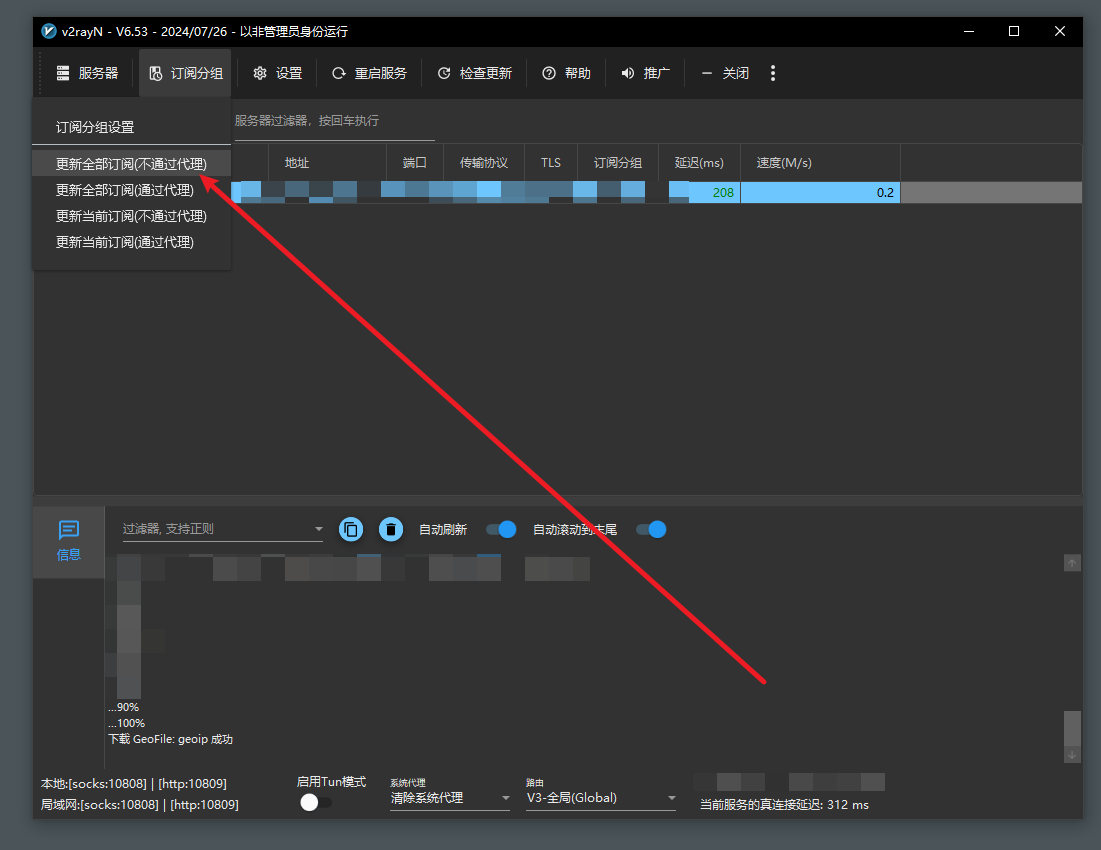 v2rayN - V6.53 - 2024/07/26 - 以非管理员身份运行
服务器 订阅分组 设置 重启服务 检查更新 帮助 推广 关闭
订阅分组设置
更新全部订阅(不通过代理)
更新全部订阅(通过代理)
更新当前订阅(不通过代理)
更新当前订阅(通过代理)
服务器过滤器，按回车执行
地址 端口 传输协议 TLS 订阅分组 延迟(ms) 速度(M/s)
208 0.2
信息
过滤器, 支持正则 自动刷新 自动滚动到末尾
...90%
...100%
下载 GeoFile: geoip 成功
本地:[socks:10808] | [http:10809]
局域网:[socks:10808] | [http:10809]
启用Tun模式
系统代理
清除系统代理
路由
V3-全局(Global)
当前服务的真连接延迟: 312 ms